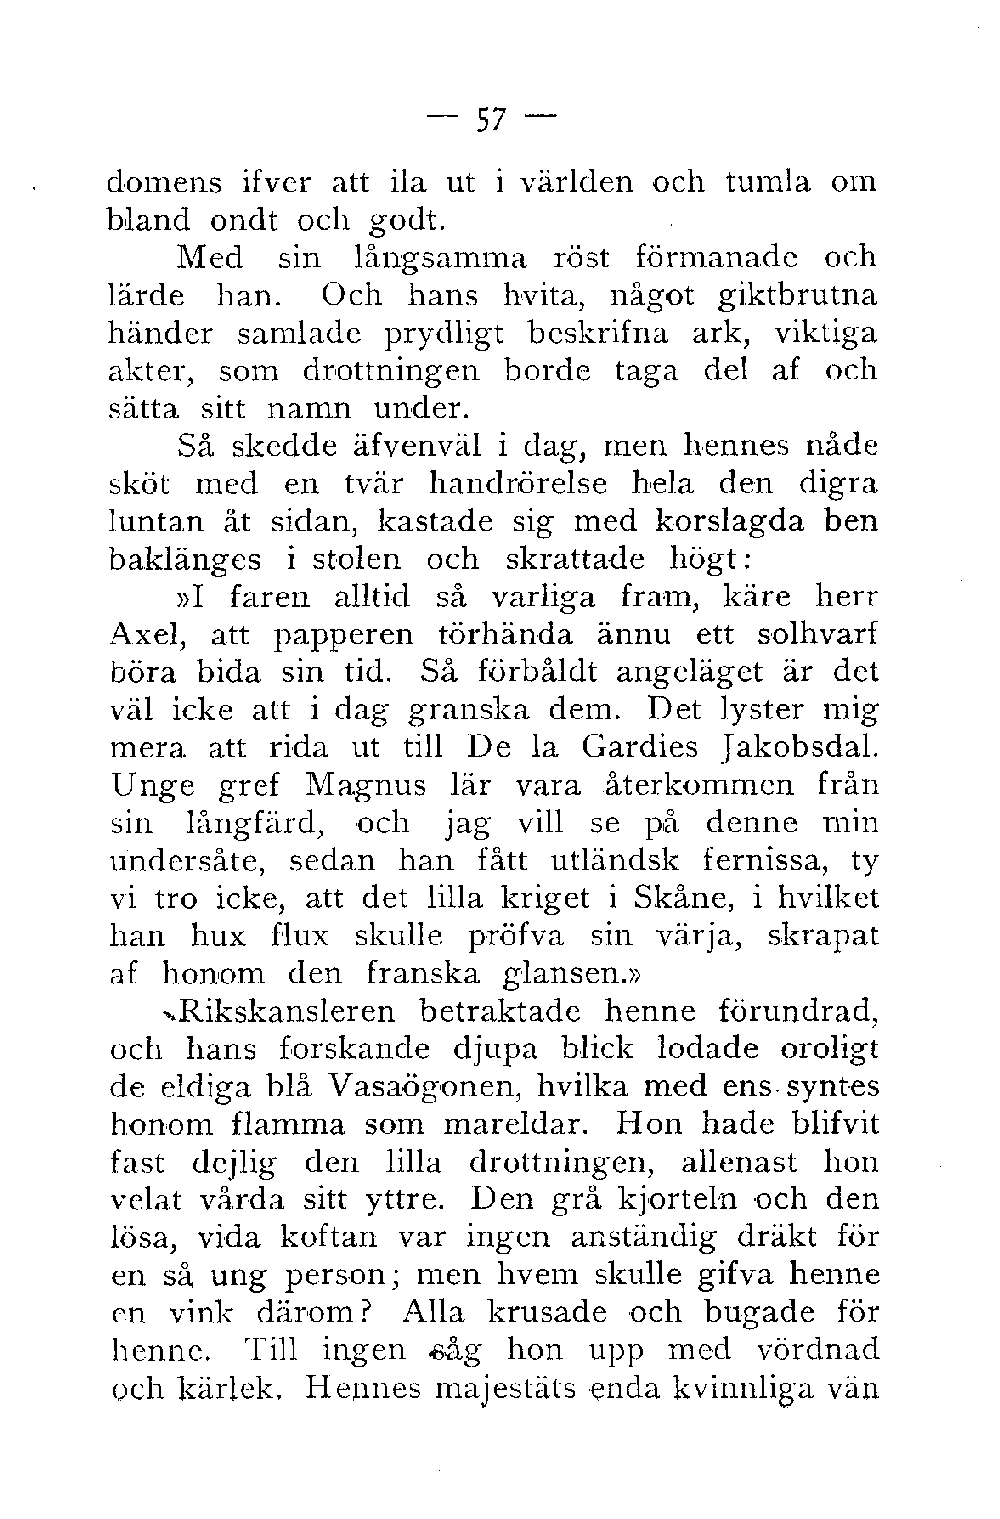 — 57 —
domens ifver att ila ut i världen och tumla om
bland ondt och godt.
Med sin långsamma röst förmanade och
lärde han. Och hans hvita, något giktbrutna
händer samlade prydligt beskrifna ark, viktiga
akter, som drottningen borde taga del af och
sätta sitt namn under.
Så skedde äfvenväl i dag, men hennes nåde
sköt med en tvär handrörelse hela den digra
luntan åt sidan, kastade sig med korslagda ben
baklänges i stolen och skrattade högt:
»I faren alltid så varliga fram, käre herr
Axel, att papperen törhända ännu ett solhvarf
böra bida sin tid. Så förbåldt angeläget är det
väl icke att i dag granska dem. Det lyster mig
mera att rida ut till De la Gardies Jakobsdal.
Unge gref Magnus lär vara återkommen från
sin långfärd, och jag vill se på denne min
undersåte, sedan han fått utländsk fernissa, ty
vi tro icke, att det lilla kriget i Skåne, i hvilket
han hux flux skulle pröfva sin värja, skrapat
af honom den franska glansen.»
Rikskansleren betraktade henne förundrad,
och hans forskande djupa blick lodade oroligt
de eldiga blå Vasaögonen, hvilka med ens syntes
honom flamma som mareldar. Hon hade blifvit
fast dejlig den lilla drottningen, allenast hon
velat vårda sitt yttre. Den grå kjorteln och den
lösa, vida koftan var ingen anständig dräkt för
en så ung person; men hvem skulle gifva henne
en vink därom? Alla krusade och bugade för
henne. Till ingen såg hon upp med vördnad
och kärlek. Hennes majestäts enda kvinnliga vän